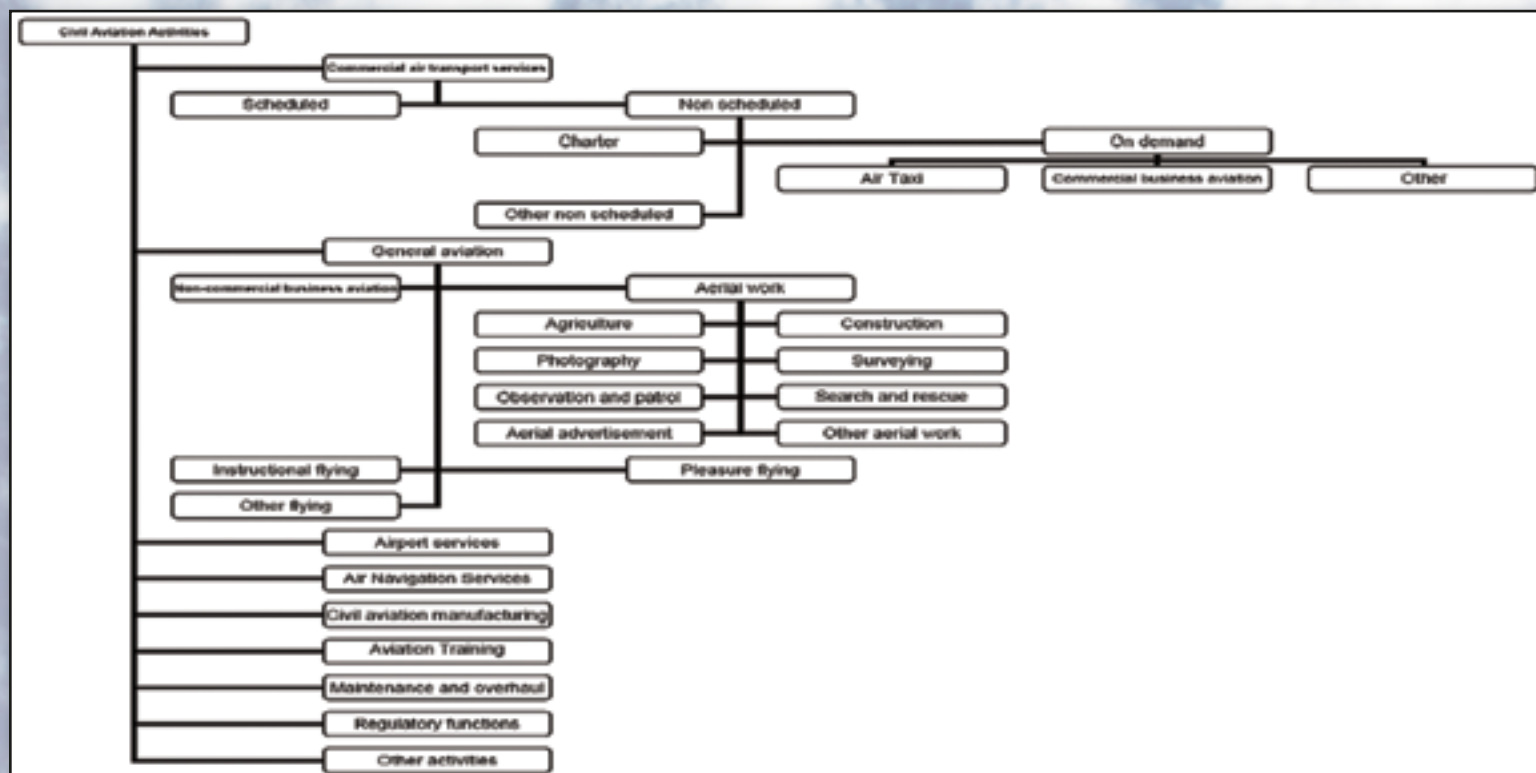 Civil Aviation Activities
Commercial air transport services
Scheduled
Non scheduled
Charter
On demand
Air Taxi
Commercial business aviation
Other
Other non scheduled
General aviation
Non-commercial business aviation
Aerial work
Agriculture
Construction
Photography
Surveying
Observation and patrol
Search and rescue
Aerial advertisement
Other aerial work
Instructional flying
Pleasure flying
Other flying
Airport services
Air Navigation Services
Civil aviation manufacturing
Aviation Training
Maintenance and overhaul
Regulatory functions
Other activities